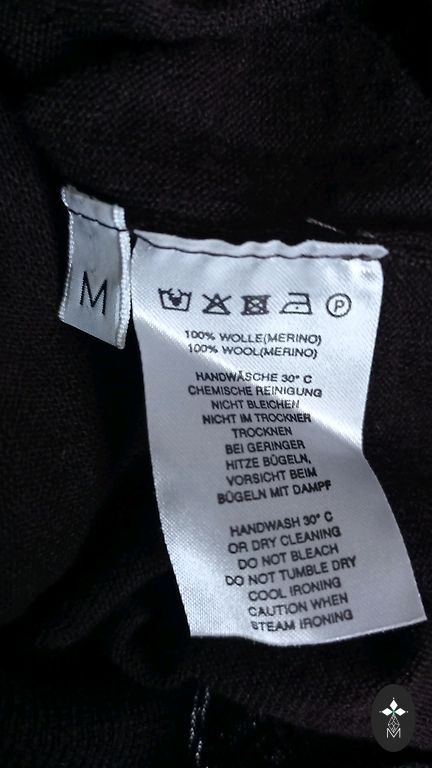 M
P
100% WOLLE(MERINO)
100% WOOL(MERINO)
HANDWÄSCHE 30° C
CHEMISCHE REINIGUNG
NICHT BLEICHEN
NICHT IM TROCKNER
TROCKNEN
BEI GERINGER
HITZE BÜGELN,
VORSICHT BEIM
BÜGELN MIT DAMPF
HANDWASH 30° C
OR DRY CLEANING
DO NOT BLEACH
DO NOT TUMBLE DRY
COOL IRONING
CAUTION WHEN
STEAM IRONING
M